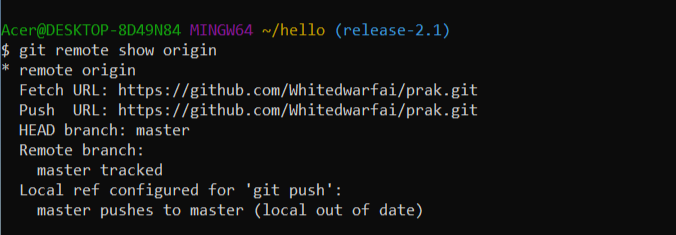 Acer@DESKTOP-8D49N84 MINGW64 ~/hello (release-2.1)
$ git remote show origin
* remote origin
  Fetch URL: https://github.com/Whitedwarfai/prak.git
  Push  URL: https://github.com/Whitedwarfai/prak.git
  HEAD branch: master
  Remote branch:
    master tracked
  Local ref configured for 'git push':
    master pushes to master (local out of date)